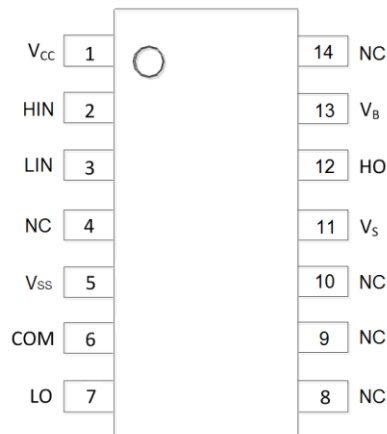 VCC 1 14 NC
HIN 2 13 VB
LIN 3 12 HO
NC 4 11 VS
VSS 5 10 NC
COM 6 9 NC
LO 7 8 NC